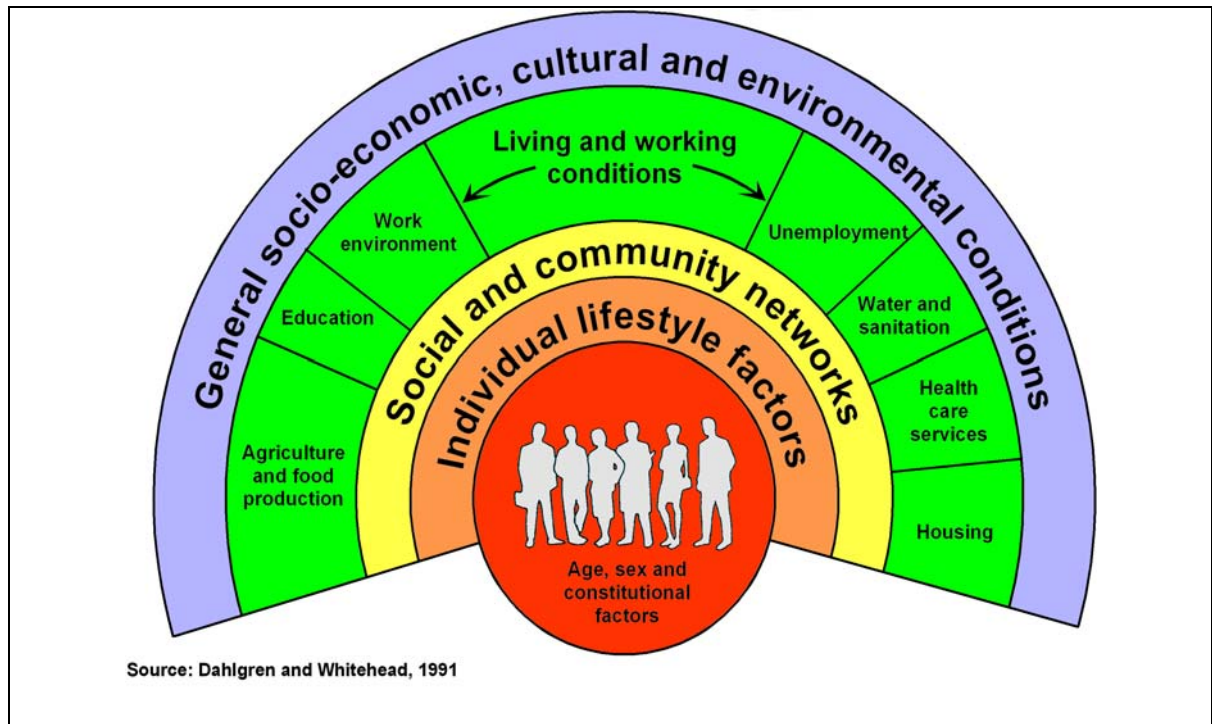 General socio-economic, cultural and environmental conditions
Living and working
conditions
Work
environment
Education
Agriculture
and food
production
Unemployment
Water and
sanitation
Health
care
services
Housing
Social and community networks
Individual lifestyle factors
Age, sex and
constitutional
factors
Source: Dahlgren and Whitehead, 1991